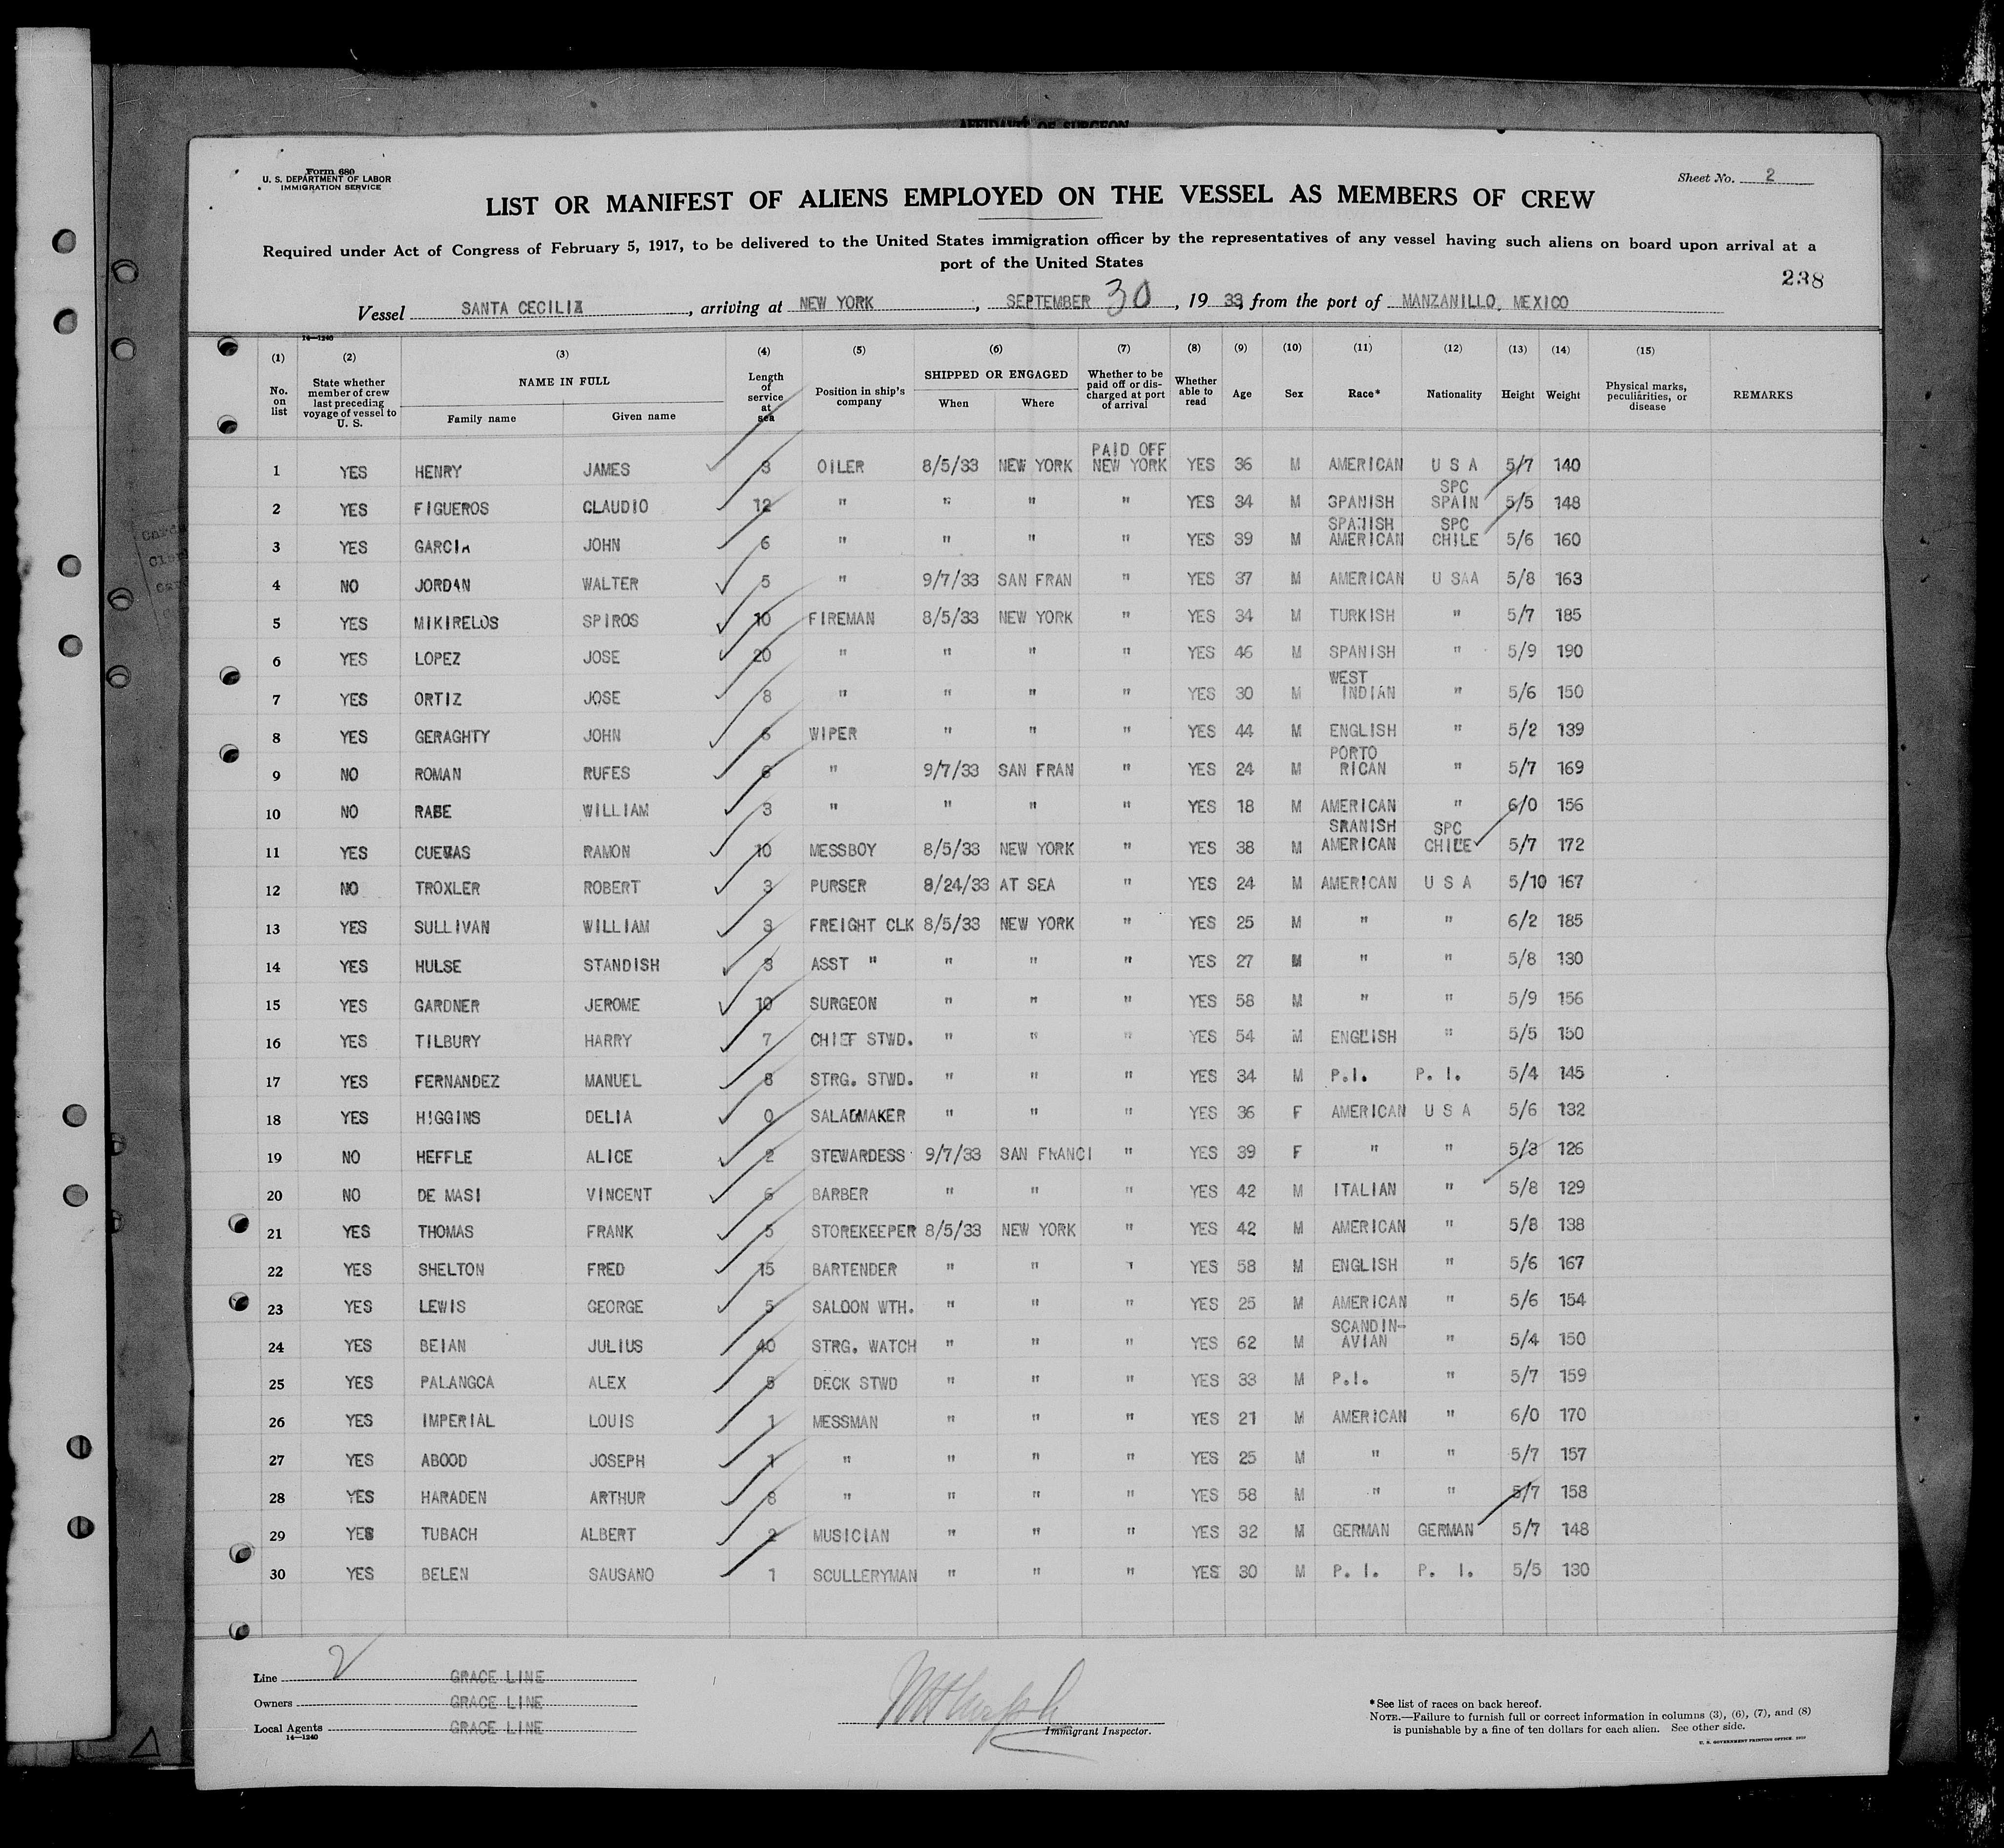 AFFIDAVIT OF SURGEON
Form 680
U. S. DEPARTMENT OF LABOR
IMMIGRATION SERVICE
Sheet No. 2
LIST OR MANIFEST OF ALIENS EMPLOYED ON THE VESSEL AS MEMBERS OF CREW
Required under Act of Congress of February 5, 1917, to be delivered to the United States immigration officer by the representatives of any vessel having such aliens on board upon arrival at a
port of the United States
238
Vessel SANTA CECILIA, arriving at NEW YORK, SEPTEMBER 30, 19 33, from the port of MANZANILLO, MEXICO
14—1240
(1) No. on list (2) State whether member of crew last preceding voyage of vessel to U. S. (3) NAME IN FULL Family name Given name (4) Length of service at sea (5) Position in ship's company (6) SHIPPED OR ENGAGED When Where (7) Whether to be paid off or discharged at port of arrival (8) Whether able to read (9) Age (10) Sex (11) Race* (12) Nationality (13) Height (14) Weight (15) Physical marks, peculiarities, or disease REMARKS
1 YES HENRY JAMES 3 OILER 8/5/33 NEW YORK PAID OFF NEW YORK YES 36 M AMERICAN U S A 5/7 140
2 YES FIGUEROS CLAUDIO 12 " " " " YES 34 M SPANISH SPC SPAIN 5/5 148
3 YES GARCIA JOHN 6 " " " " YES 39 M SPANISH AMERICAN SPC CHILE 5/6 160
4 NO JORDAN WALTER 5 " 9/7/33 SAN FRAN " YES 37 M AMERICAN U SAA 5/8 163
5 YES MIKIRELOS SPIROS 10 FIREMAN 8/5/33 NEW YORK " YES 34 M TURKISH " 5/7 185
6 YES LOPEZ JOSE 20 " " " " YES 46 M SPANISH " 5/9 190
7 YES ORTIZ JOSE 8 " " " " YES 30 M WEST INDIAN " 5/6 150
8 YES GERAGHTY JOHN 6 WIPER " " " YES 44 M ENGLISH " 5/2 139
9 NO ROMAN RUFES 6 " 9/7/33 SAN FRAN " YES 24 M PORTO RICAN " 5/7 169
10 NO RABE WILLIAM 3 " " " " YES 18 M AMERICAN " 6/0 156
11 YES CUEVAS RAMON 10 MESSBOY 8/5/33 NEW YORK " YES 38 M SPANISH AMERICAN SPC CHILE 5/7 172
12 NO TROXLER ROBERT 3 PURSER 8/24/33 AT SEA " YES 24 M AMERICAN U S A 5/10 167
13 YES SULLIVAN WILLIAM 3 FREIGHT CLK 8/5/33 NEW YORK " YES 25 M " " 6/2 185
14 YES HULSE STANDISH 3 ASST " " " " YES 27 M " " 5/8 130
15 YES GARDNER JEROME 10 SURGEON " " " YES 58 M " " 5/9 156
16 YES TILBURY HARRY 7 CHIEF STWD. " " " YES 54 M ENGLISH " 5/5 150
17 YES FERNANDEZ MANUEL 8 STRG. STWD. " " " YES 34 M P.I. P. I. 5/4 145
18 YES HIGGINS DELIA 0 SALADMAKER " " " YES 36 F AMERICAN U S A 5/6 132
19 NO HEFFLE ALICE 2 STEWARDESS 9/7/33 SAN FRANCI " YES 39 F " " 5/3 126
20 NO DE MASI VINCENT 6 BARBER " " " YES 42 M ITALIAN " 5/8 129
21 YES THOMAS FRANK 5 STOREKEEPER 8/5/33 NEW YORK " YES 42 M AMERICAN " 5/8 138
22 YES SHELTON FRED 15 BARTENDER " " " YES 58 M ENGLISH " 5/6 167
23 YES LEWIS GEORGE 5 SALOON WTH. " " " YES 25 M AMERICAN " 5/6 154
24 YES BEIAN JULIUS 40 STRG. WATCH " " " YES 62 M SCANDIN-AVIAN " 5/4 150
25 YES PALANGCA ALEX 5 DECK STWD " " " YES 33 M P.I. " 5/7 159
26 YES IMPERIAL LOUIS 1 MESSMAN " " " YES 21 M AMERICAN " 6/0 170
27 YES ABOOD JOSEPH 1 " " " " YES 25 M " " 5/7 157
28 YES HARADEN ARTHUR 8 " " " " YES 58 M " " 5/7 158
29 YES TUBACH ALBERT 2 MUSICIAN " " " YES 32 M GERMAN GERMAN 5/7 148
30 YES BELEN SAUSANO 1 SCULLERYMAN " " " YES 30 M P. I. P. I. 5/5 130
Line GRACE LINE
Owners GRACE LINE
Local Agents GRACE LINE
14—1240
Immigrant Inspector.
*See list of races on back hereof.
NOTE.—Failure to furnish full or correct information in columns (3), (6), (7), and (8)
is punishable by a fine of ten dollars for each alien. See other side.
U. S. GOVERNMENT PRINTING OFFICE